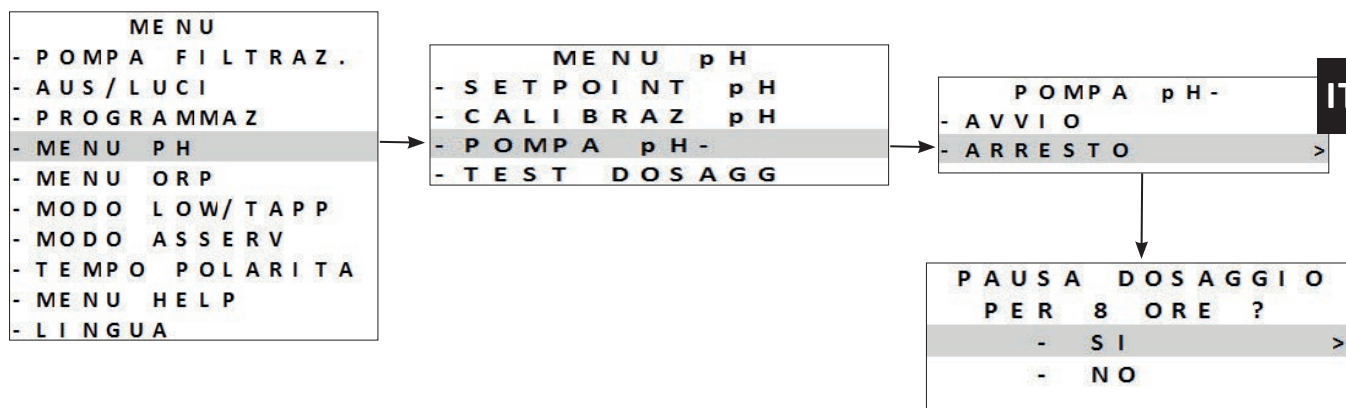 MENU
- POMPA FILTRAZ.
- AUS/LUCI
- PROGRAMMAZ
- MENU PH
- MENU ORP
- MODO LOW/TAPP
- MODO ASSERV
- TEMPO POLARITA
- MENU HELP
- LINGUA
MENU pH
- SETPOINT pH
- CALIBRAZ pH
- POMPA pH-
- TEST DOSAGG
POMPA pH-
- AVVIO
- ARRESTO >
IT
PAUSA DOSAGGIO
PER 8 ORE ?
- SI >
- NO